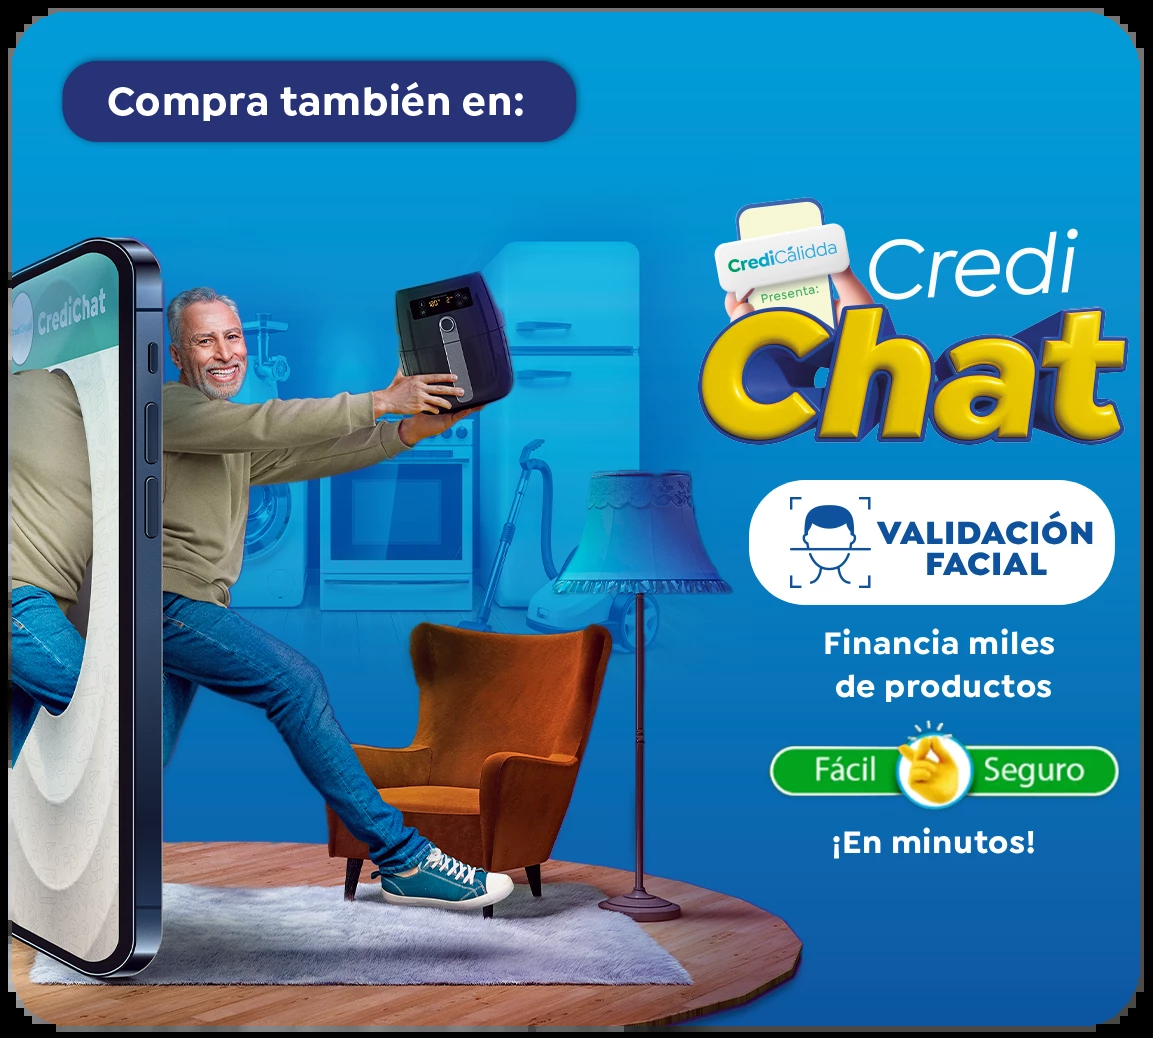 Compra también en:
CrediCálidda
Presenta:
Credi
Chat
CrediChat
VALIDACIÓN
FACIAL
Financia miles
de productos
Fácil Seguro
¡En minutos!